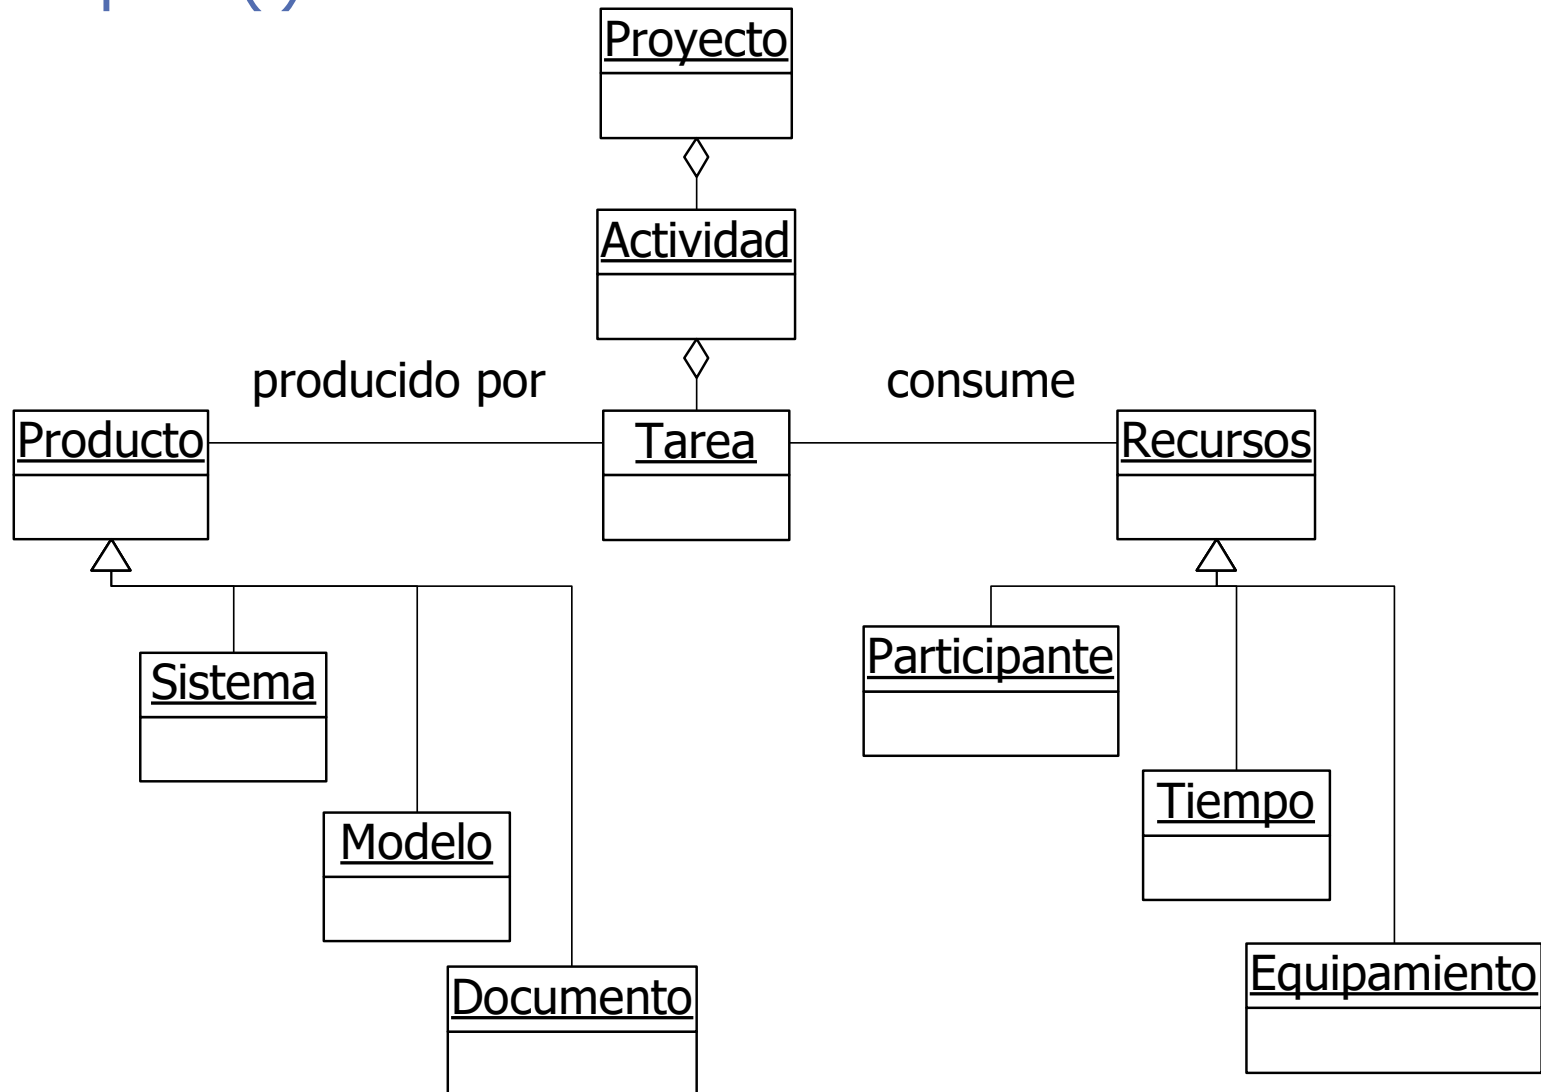 Proyecto
Actividad
producido por
consume
Producto
Tarea
Recursos
Participante
Sistema
Tiempo
Modelo
Equipamiento
Documento